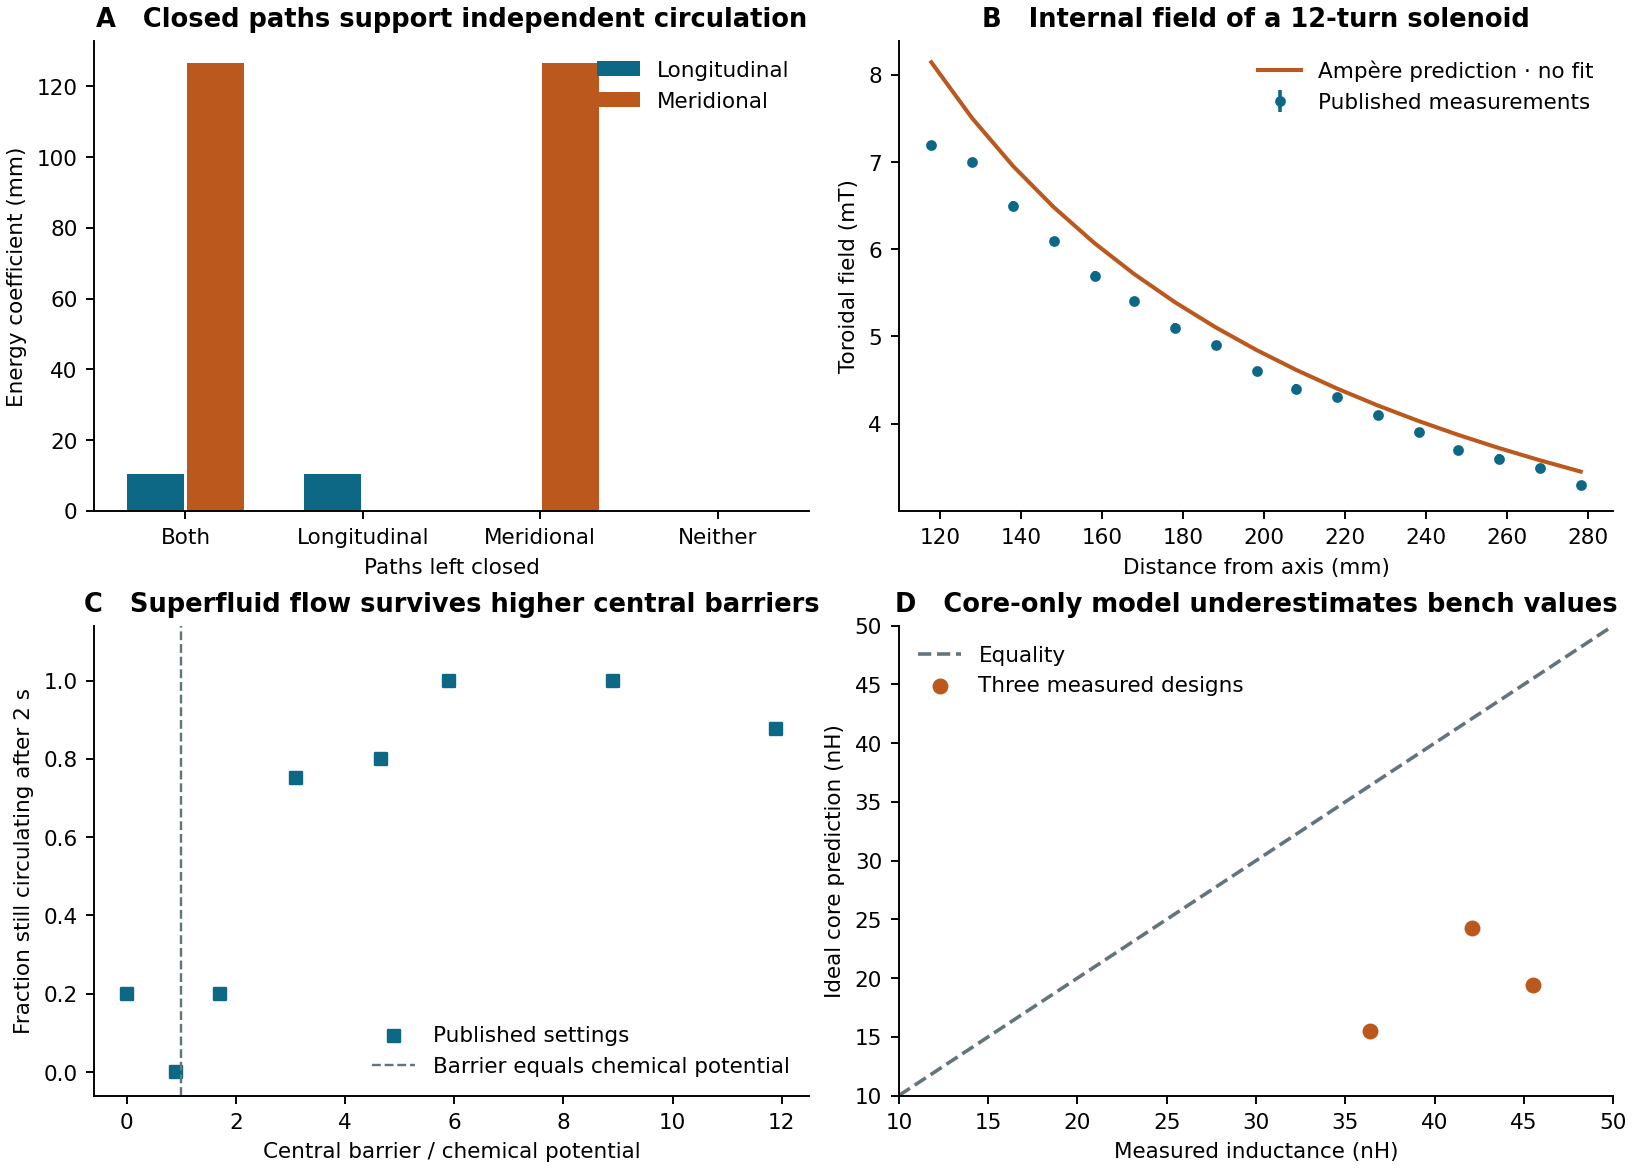 A Closed paths support independent circulation
Energy coefficient (mm)
120
100
80
60
40
20
0
Longitudinal
Meridional
Both Longitudinal Meridional Neither
Paths left closed
B Internal field of a 12-turn solenoid
Toroidal field (mT)
8
7
6
5
4
Ampère prediction · no fit
Published measurements
120 140 160 180 200 220 240 260 280
Distance from axis (mm)
C Superfluid flow survives higher central barriers
Fraction still circulating after 2 s
1.0
0.8
0.6
0.4
0.2
0.0
Published settings
Barrier equals chemical potential
0 2 4 6 8 10 12
Central barrier / chemical potential
D Core-only model underestimates bench values
Ideal core prediction (nH)
50
45
40
35
30
25
20
15
10
Equality
Three measured designs
10 15 20 25 30 35 40 45 50
Measured inductance (nH)